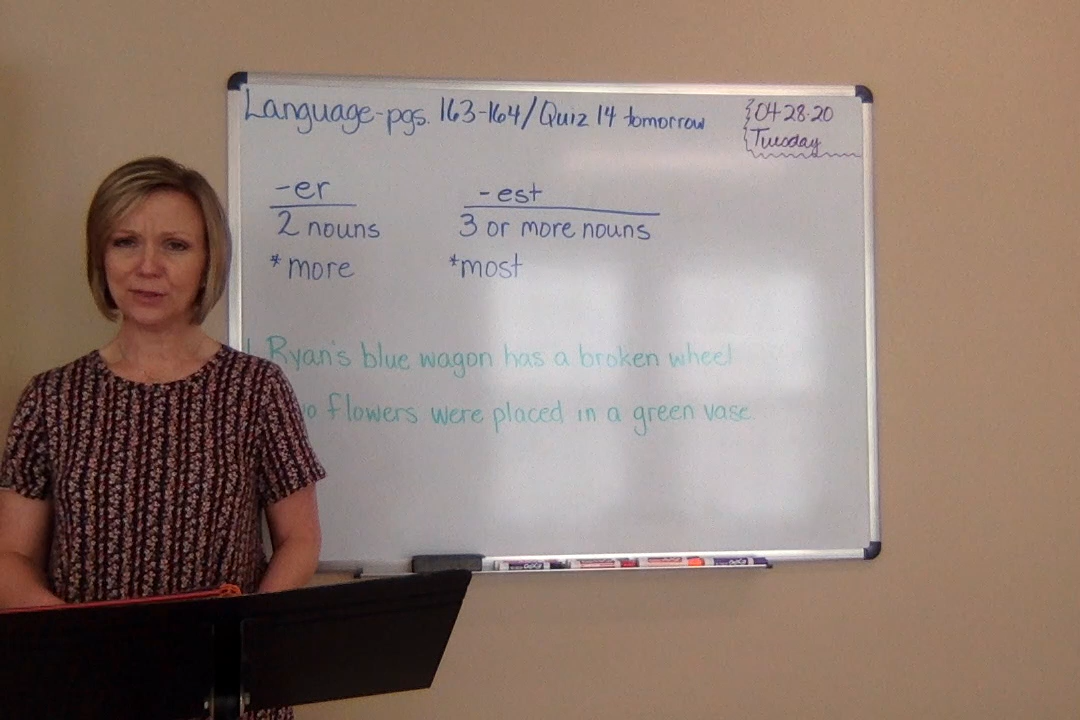 Language-pgs. 163-164/Quiz 14 tomorrow
04-28-20
Tuesday
-er
-est
2 nouns
3 or more nouns
*more
*most
Ryan's blue wagon has a broken wheel
flowers were placed in a green vase